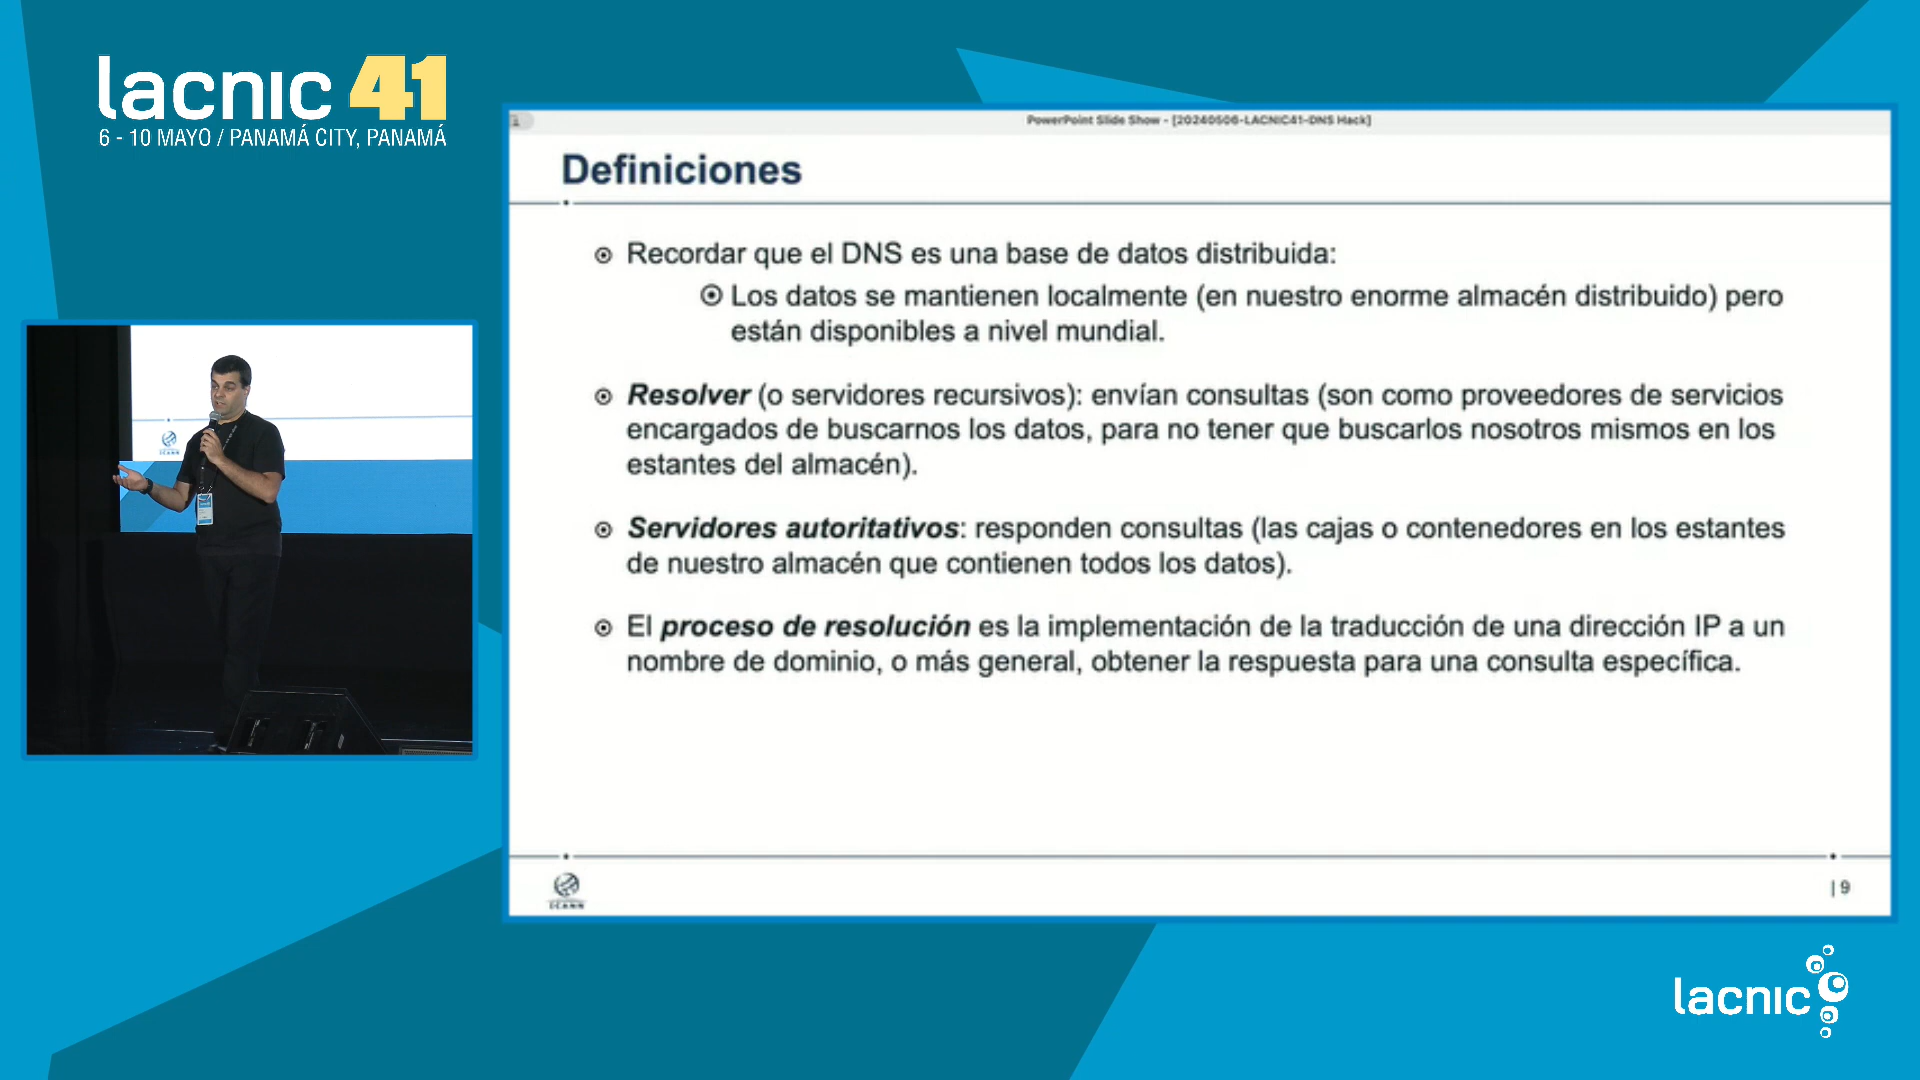 lacnic 41
6 - 10 MAYO / PANAMÁ CITY, PANAMÁ
PowerPoint Slide Show - [20240506-LACNIC41-DNS Hack]
Definiciones
Recordar que el DNS es una base de datos distribuida:
Los datos se mantienen localmente (en nuestro enorme almacén distribuido) pero
están disponibles a nivel mundial.
Resolver (o servidores recursivos): envían consultas (son como proveedores de servicios
encargados de buscarnos los datos, para no tener que buscarlos nosotros mismos en los
estantes del almacén).
Servidores autoritativos: responden consultas (las cajas o contenedores en los estantes
de nuestro almacén que contienen todos los datos).
El proceso de resolución es la implementación de la traducción de una dirección IP a un
nombre de dominio, o más general, obtener la respuesta para una consulta específica.
ICANN
| 9
ICANN
lacnic